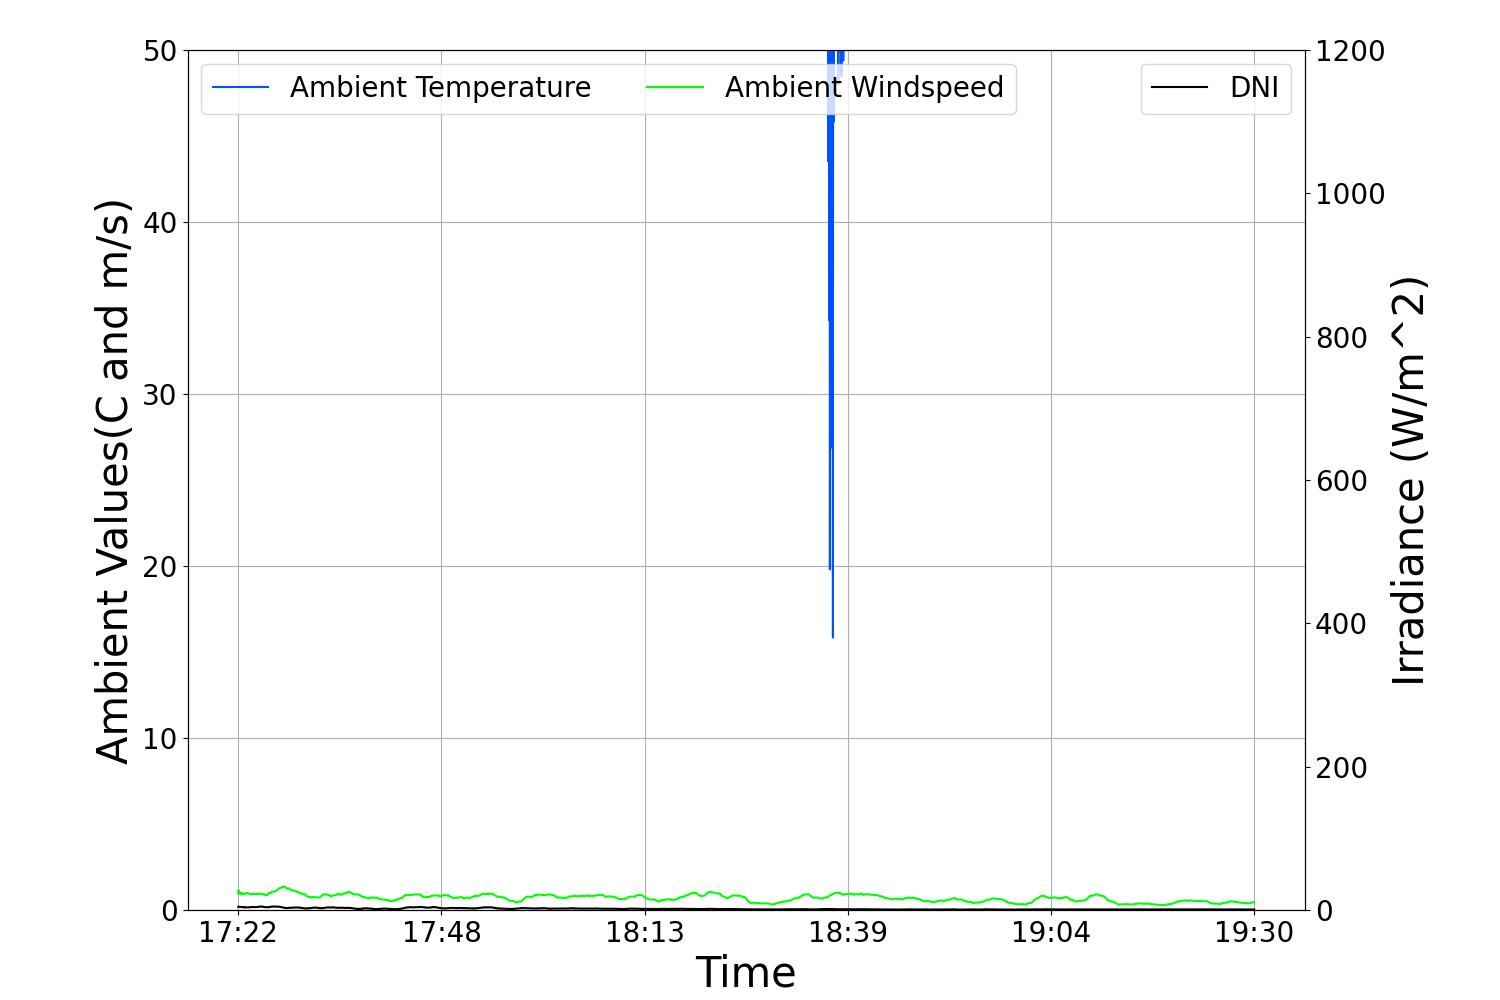 Ambient Temperature Ambient Windspeed DNI
50
40
30
20
10
0
Ambient Values(C and m/s)
1200
1000
800
600
400
200
0
Irradiance (W/m^2)
17:22 17:48 18:13 18:39 19:04 19:30
Time